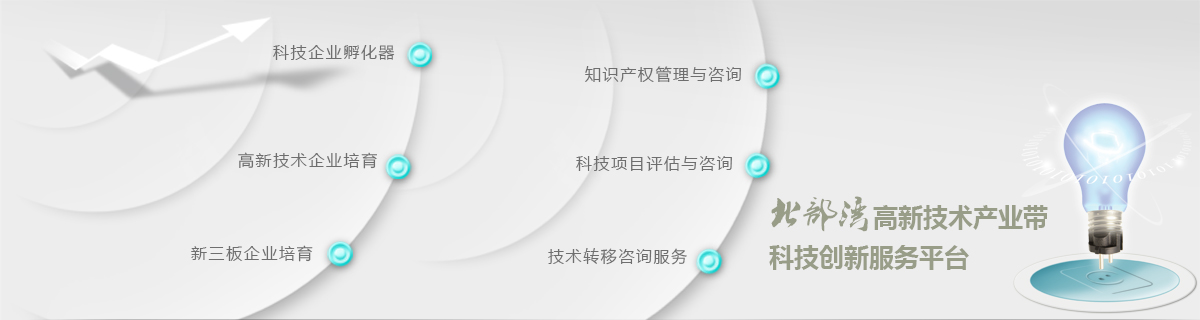 科技企业孵化器
高新技术企业培育
新三板企业培育
知识产权管理与咨询
科技项目评估与咨询
技术转移咨询服务
北部湾高新技术产业带
科技创新服务平台